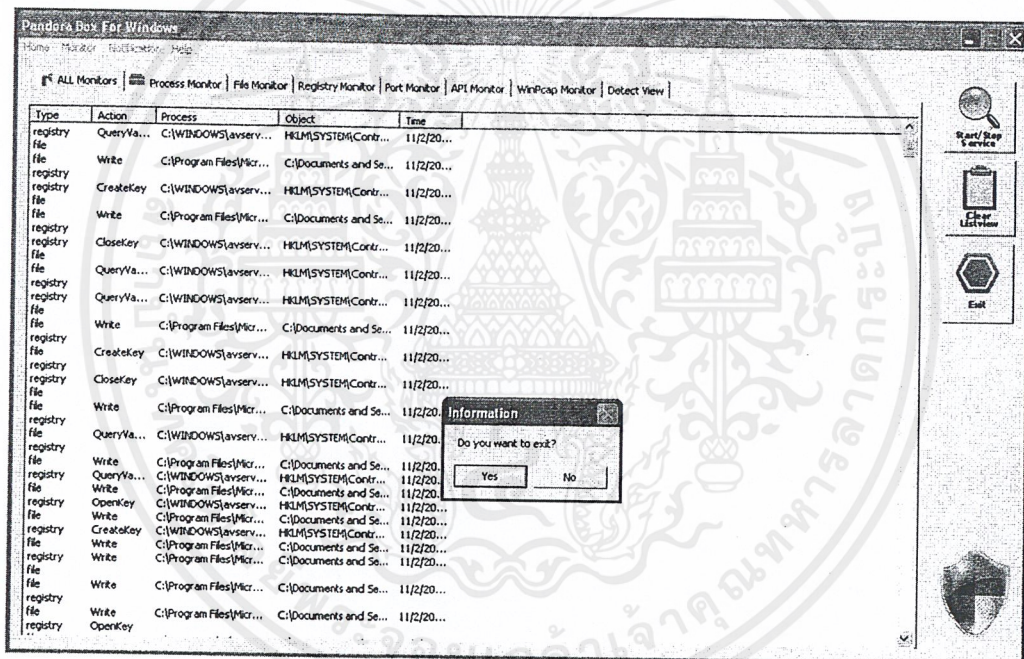 Pandora Box For Windows
Home Monitor Notification Help
ALL Monitors Process Monitor File Monitor Registry Monitor Port Monitor API Monitor WinPcap Monitor Detect View
Type Action Process Object Time
registry QueryVa... C:\WINDOWS\avserv... HKLM\SYSTEM\Contr... 11/2/20...
file
file Write C:\Program Files\Micr... C:\Documents and Se... 11/2/20...
registry
registry CreateKey C:\WINDOWS\avserv... HKLM\SYSTEM\Contr... 11/2/20...
file
file Write C:\Program Files\Micr... C:\Documents and Se... 11/2/20...
registry
registry CloseKey C:\WINDOWS\avserv... HKLM\SYSTEM\Contr... 11/2/20...
file
file QueryVa... C:\WINDOWS\avserv... HKLM\SYSTEM\Contr... 11/2/20...
registry
registry QueryVa... C:\WINDOWS\avserv... HKLM\SYSTEM\Contr... 11/2/20...
file
file Write C:\Program Files\Micr... C:\Documents and Se... 11/2/20...
registry
file CreateKey C:\WINDOWS\avserv... HKLM\SYSTEM\Contr... 11/2/20...
registry
registry CloseKey C:\WINDOWS\avserv... HKLM\SYSTEM\Contr... 11/2/20...
file
file Write C:\Program Files\Micr... C:\Documents and Se... 11/2/20.
registry
file QueryVa... C:\WINDOWS\avserv... HKLM\SYSTEM\Contr... 11/2/20.
registry
file Write C:\Program Files\Micr... C:\Documents and Se... 11/2/20.
registry QueryVa... C:\WINDOWS\avserv... HKLM\SYSTEM\Contr... 11/2/20.
file Write C:\Program Files\Micr... C:\Documents and Se... 11/2/20.
registry OpenKey C:\WINDOWS\avserv... HKLM\SYSTEM\Contr... 11/2/20...
file Write C:\Program Files\Micr... C:\Documents and Se... 11/2/20...
registry CreateKey C:\WINDOWS\avserv... HKLM\SYSTEM\Contr... 11/2/20...
file Write C:\Program Files\Micr... C:\Documents and Se... 11/2/20...
registry Write C:\Program Files\Micr... C:\Documents and Se... 11/2/20...
file
file Write C:\Program Files\Micr... C:\Documents and Se... 11/2/20...
registry
file Write C:\Program Files\Micr... C:\Documents and Se... 11/2/20...
registry OpenKey
Information
Do you want to exit?
Yes No
Start/Stop
Service
Clear
Listview
Exit